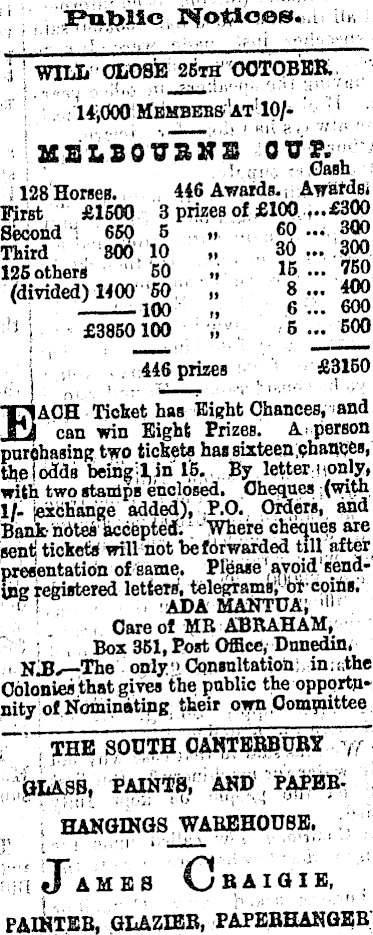 Public Notices.
WILL CLOSE 25TH OCTOBER.
14,000 MEMBERS AT 10/-
MELBOURNE CUP.
Cash
128 Horses. 446 Awards. Awards.
First £1500 3 prizes of £100 ... £300
Second 650 5 „ 60 ... 300
Third 300 10 „ 30 ... 300
125 others 50 „ 15 ... 750
(divided) 1400 50 „ 8 ... 400
100 „ 6 ... 600
£3850 100 „ 5 ... 500
446 prizes £3150
EACH Ticket has Eight Chances, and
can win Eight Prizes. A person
purchasing two tickets has sixteen chances,
the odds being 1 in 15. By letter only,
with two stamps enclosed. Cheques (with
1/- exchange added), P.O. Orders, and
Bank notes accepted. Where cheques are
sent tickets will not be forwarded till after
presentation of same. Please avoid send-
ing registered letters, telegrams, or coins.
ADA MANTUA,
Care of MR ABRAHAM,
Box 351, Post Office, Dunedin.
N.B.—The only Consultation in the
Colonies that gives the public the opportu-
nity of Nominating their own Committee
THE SOUTH CANTERBURY
GLASS, PAINTS, AND PAPER-
HANGINGS WAREHOUSE.
JAMES CRAIGIE,
PAINTER, GLAZIER, PAPERHANGER